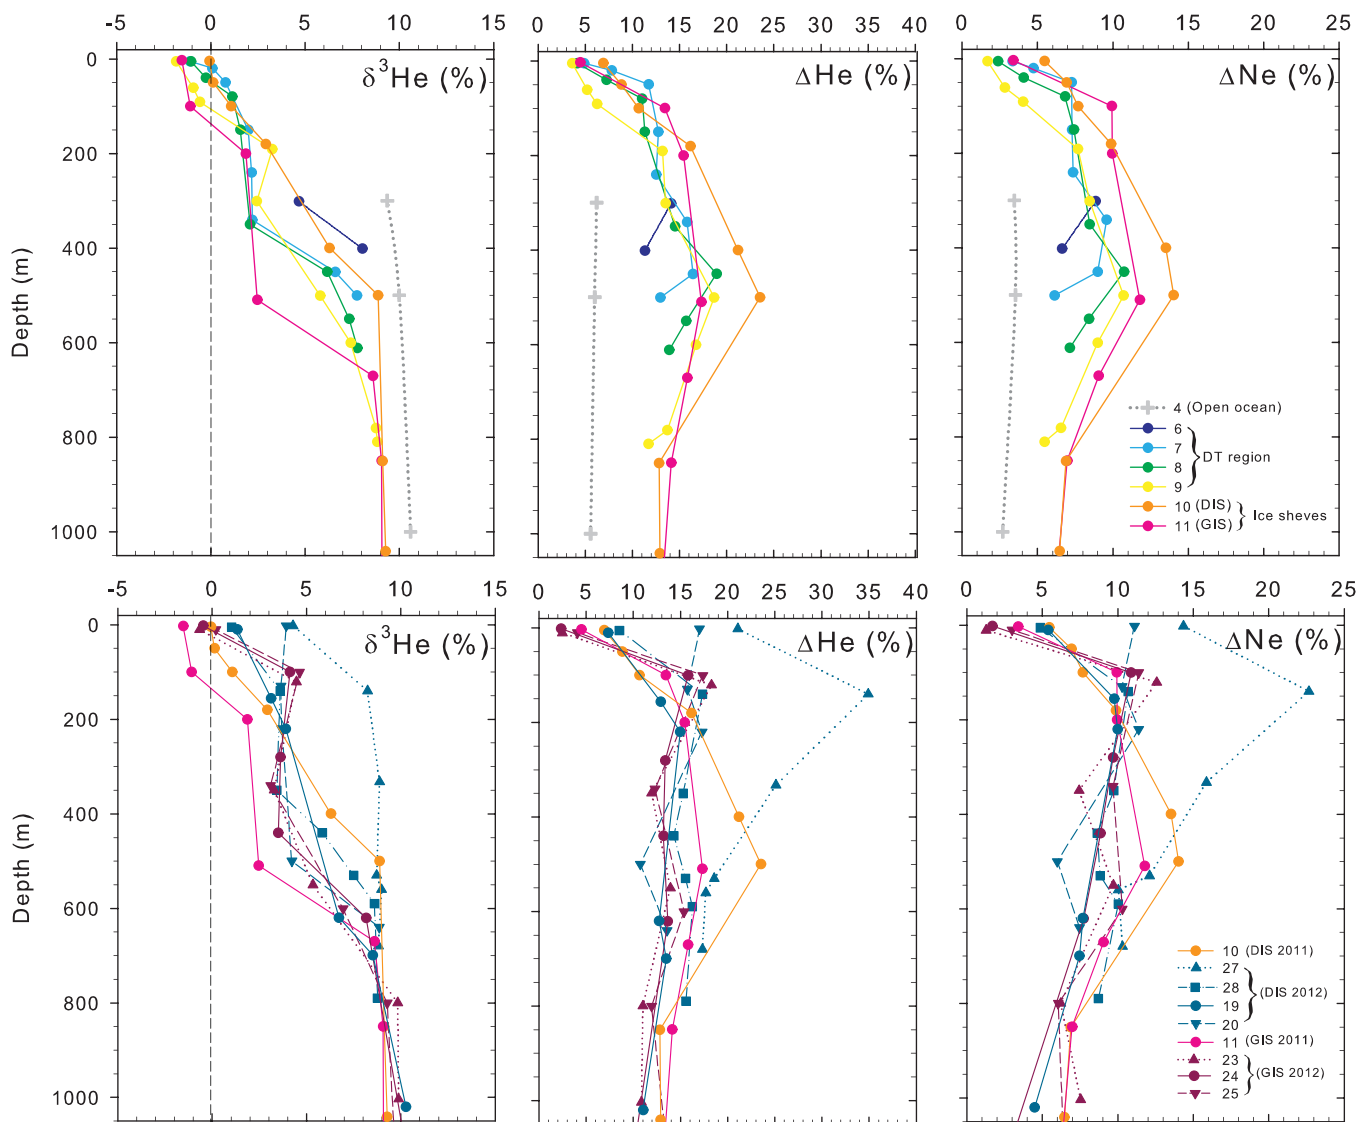 -5 0 5 10 15
0 5 10 15 20 25 30 35 40
0 5 10 15 20 25
δ³He (%)
ΔHe (%)
ΔNe (%)
Depth (m)
0
200
400
600
800
1000
4 (Open ocean)
6
7
8
9
DT region
10 (DIS)
11 (GIS)
Ice sheves
-5 0 5 10 15
0 5 10 15 20 25 30 35 40
0 5 10 15 20 25
δ³He (%)
ΔHe (%)
ΔNe (%)
Depth (m)
0
200
400
600
800
1000
10 (DIS 2011)
27
28
19
20
(DIS 2012)
11 (GIS 2011)
23
24
25
(GIS 2012)